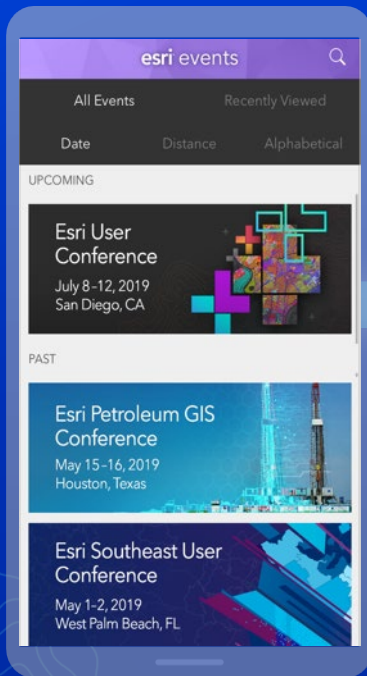 esri events
All Events Recently Viewed
Date Distance Alphabetical
UPCOMING
Esri User
Conference
July 8-12, 2019
San Diego, CA
PAST
Esri Petroleum GIS
Conference
May 15-16, 2019
Houston, Texas
Esri Southeast User
Conference
May 1-2, 2019
West Palm Beach, FL